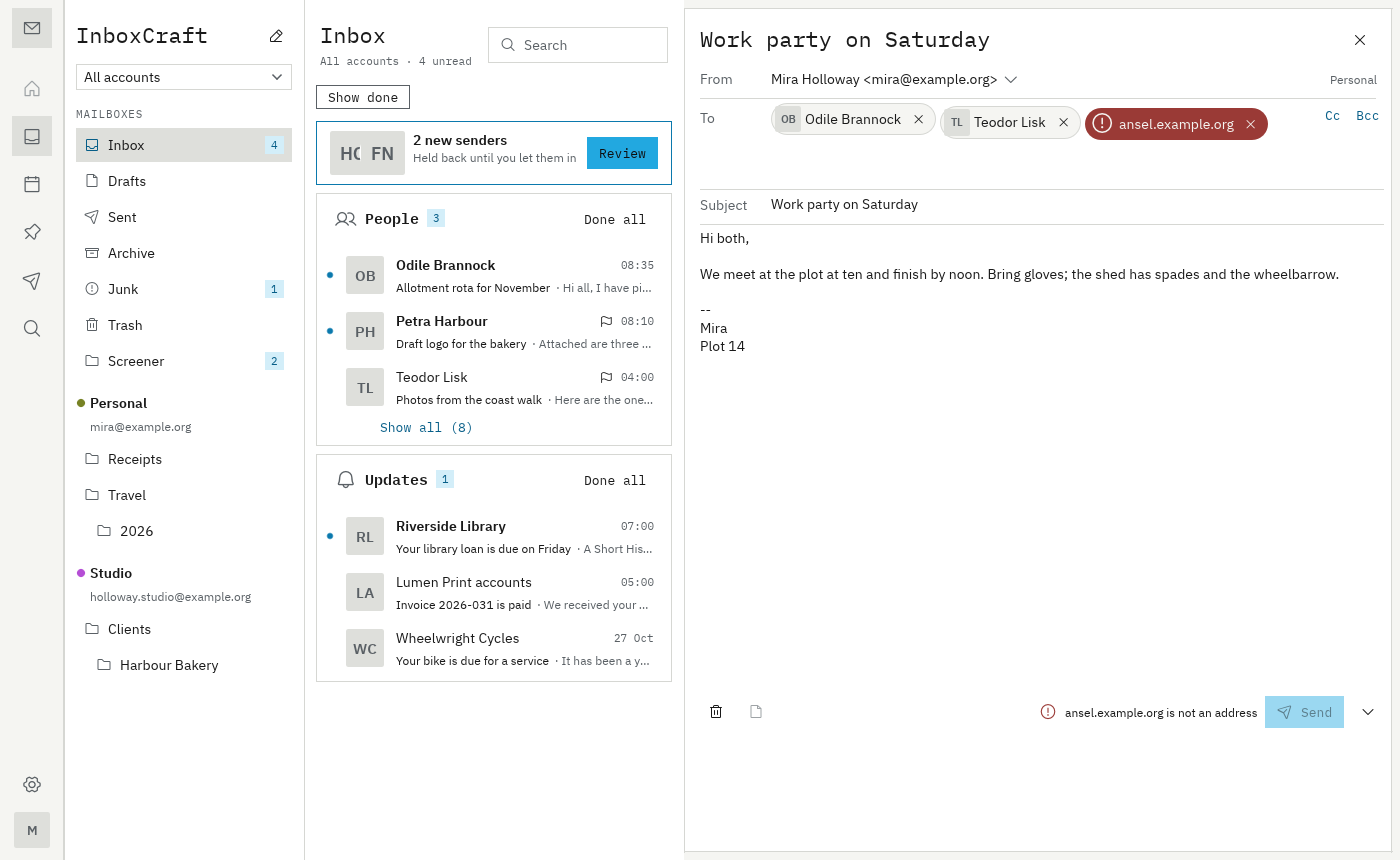 InboxCraft
All accounts
MAILBOXES
Inbox 4
Drafts
Sent
Archive
Junk 1
Trash
Screener 2
Personal
mira@example.org
Receipts
Travel
2026
Studio
holloway.studio@example.org
Clients
Harbour Bakery
M
Inbox
All accounts · 4 unread
Search
Show done
FN
2 new senders
Held back until you let them in
Review
People 3
Done all
OB
Odile Brannock 08:35
Allotment rota for November · Hi all, I have pi…
PH
Petra Harbour 08:10
Draft logo for the bakery · Attached are three …
TL
Teodor Lisk 04:00
Photos from the coast walk · Here are the one…
Show all (8)
Updates 1
Done all
RL
Riverside Library 07:00
Your library loan is due on Friday · A Short His…
LA
Lumen Print accounts 05:00
Invoice 2026-031 is paid · We received your …
WC
Wheelwright Cycles 27 Oct
Your bike is due for a service · It has been a y…
Work party on Saturday
From Mira Holloway <mira@example.org> Personal
To OB Odile Brannock TL Teodor Lisk ansel.example.org Cc Bcc
Subject Work party on Saturday
Hi both,
We meet at the plot at ten and finish by noon. Bring gloves; the shed has spades and the wheelbarrow.
--
Mira
Plot 14
ansel.example.org is not an address
Send